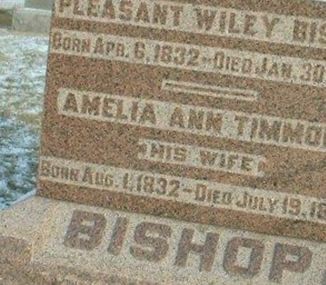 PLEASANT WILEY BIS
BORN APR. 6, 1832 - DIED JAN. 30
AMELIA ANN TIMMO
HIS WIFE
BORN AUG. 1, 1832 - DIED JULY 19, 18
BISHOP